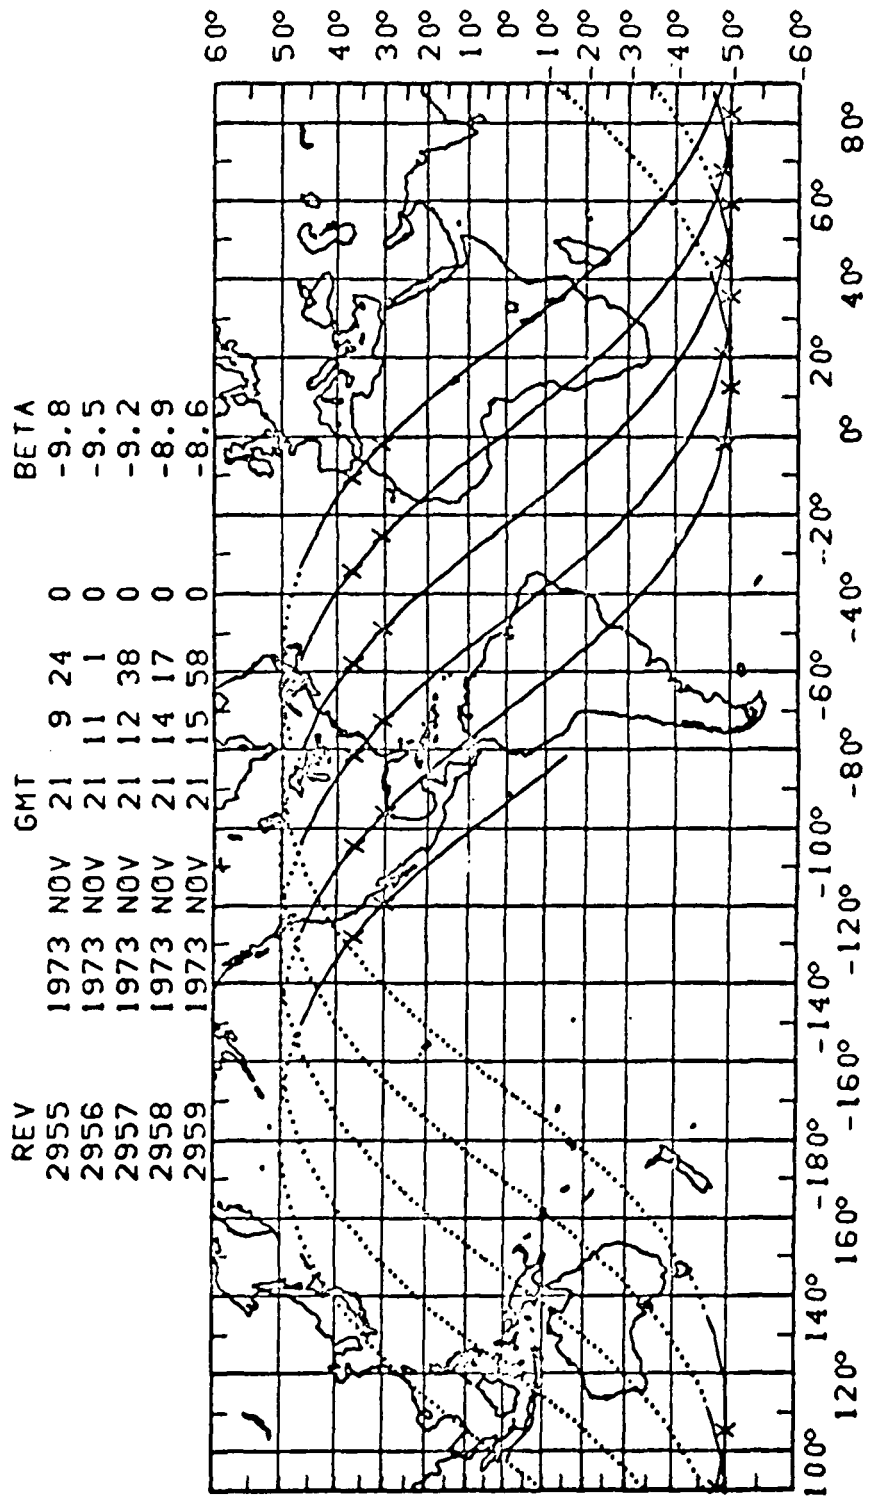 REV GMT BETA
2955 1973 NOV 21 9 24 0 -9.8
2956 1973 NOV 21 11 1 0 -9.5
2957 1973 NOV 21 12 38 0 -9.2
2958 1973 NOV 21 14 17 0 -8.9
2959 1973 NOV 21 15 58 0 -8.6
60°
50°
40°
30°
20°
10°
0°
-10°
-20°
-30°
-40°
-50°
-60°
100° 120° 140° 160° -180° -160° -140° -120° -100° -80° -60° -40° -20° 0° 20° 40° 60° 80°